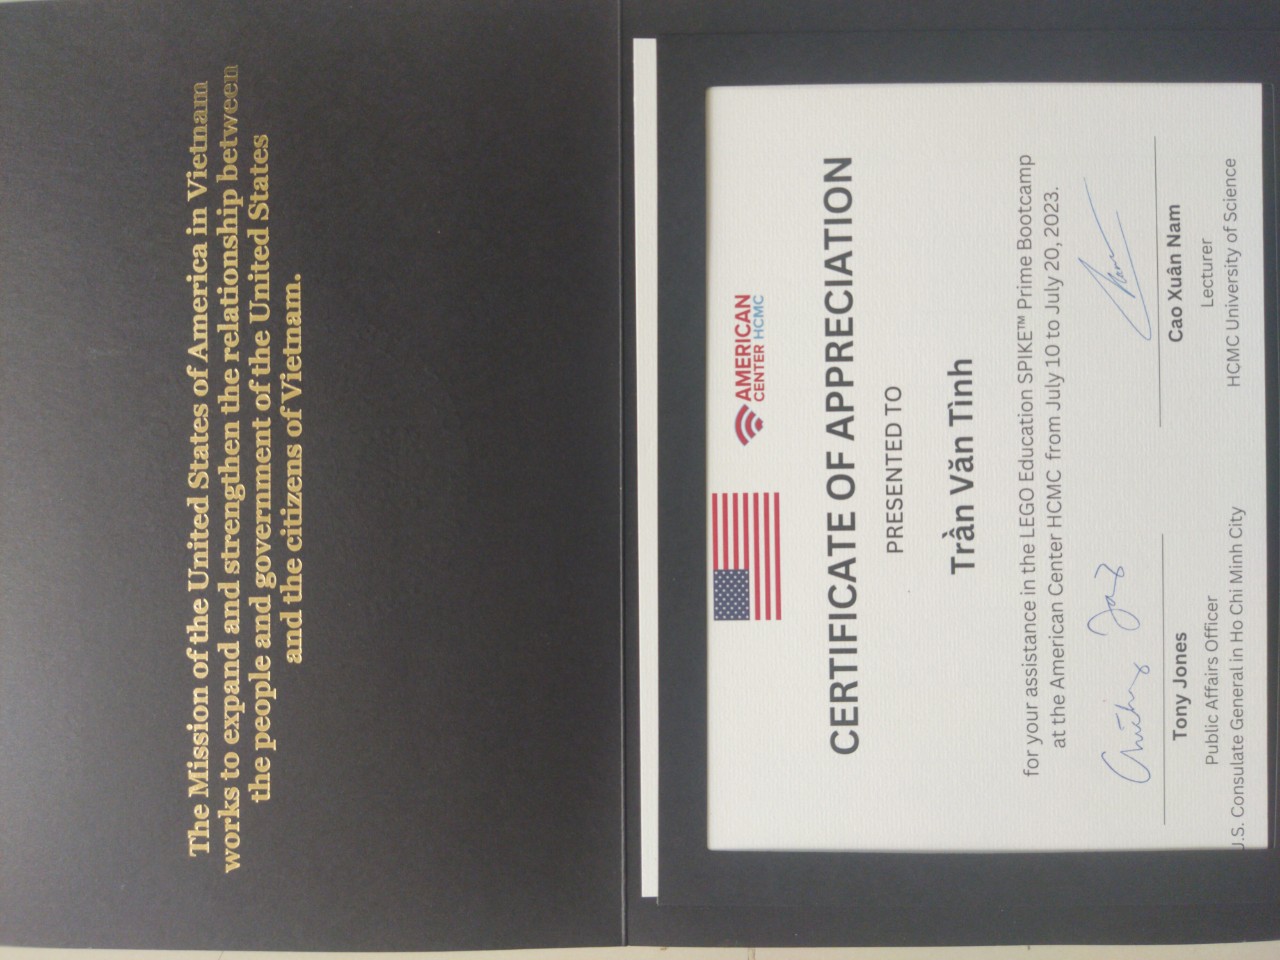 The Mission of the United States of America in Vietnam
works to expand and strengthen the relationship between
the people and government of the United States
and the citizens of Vietnam.
AMERICAN
CENTER HCMC
CERTIFICATE OF APPRECIATION
PRESENTED TO
Trần Văn Tình
for your assistance in the LEGO Education SPIKE™ Prime Bootcamp
at the American Center HCMC from July 10 to July 20, 2023.
Tony Jones
Public Affairs Officer
U.S. Consulate General in Ho Chi Minh City
Cao Xuân Nam
Lecturer
HCMC University of Science